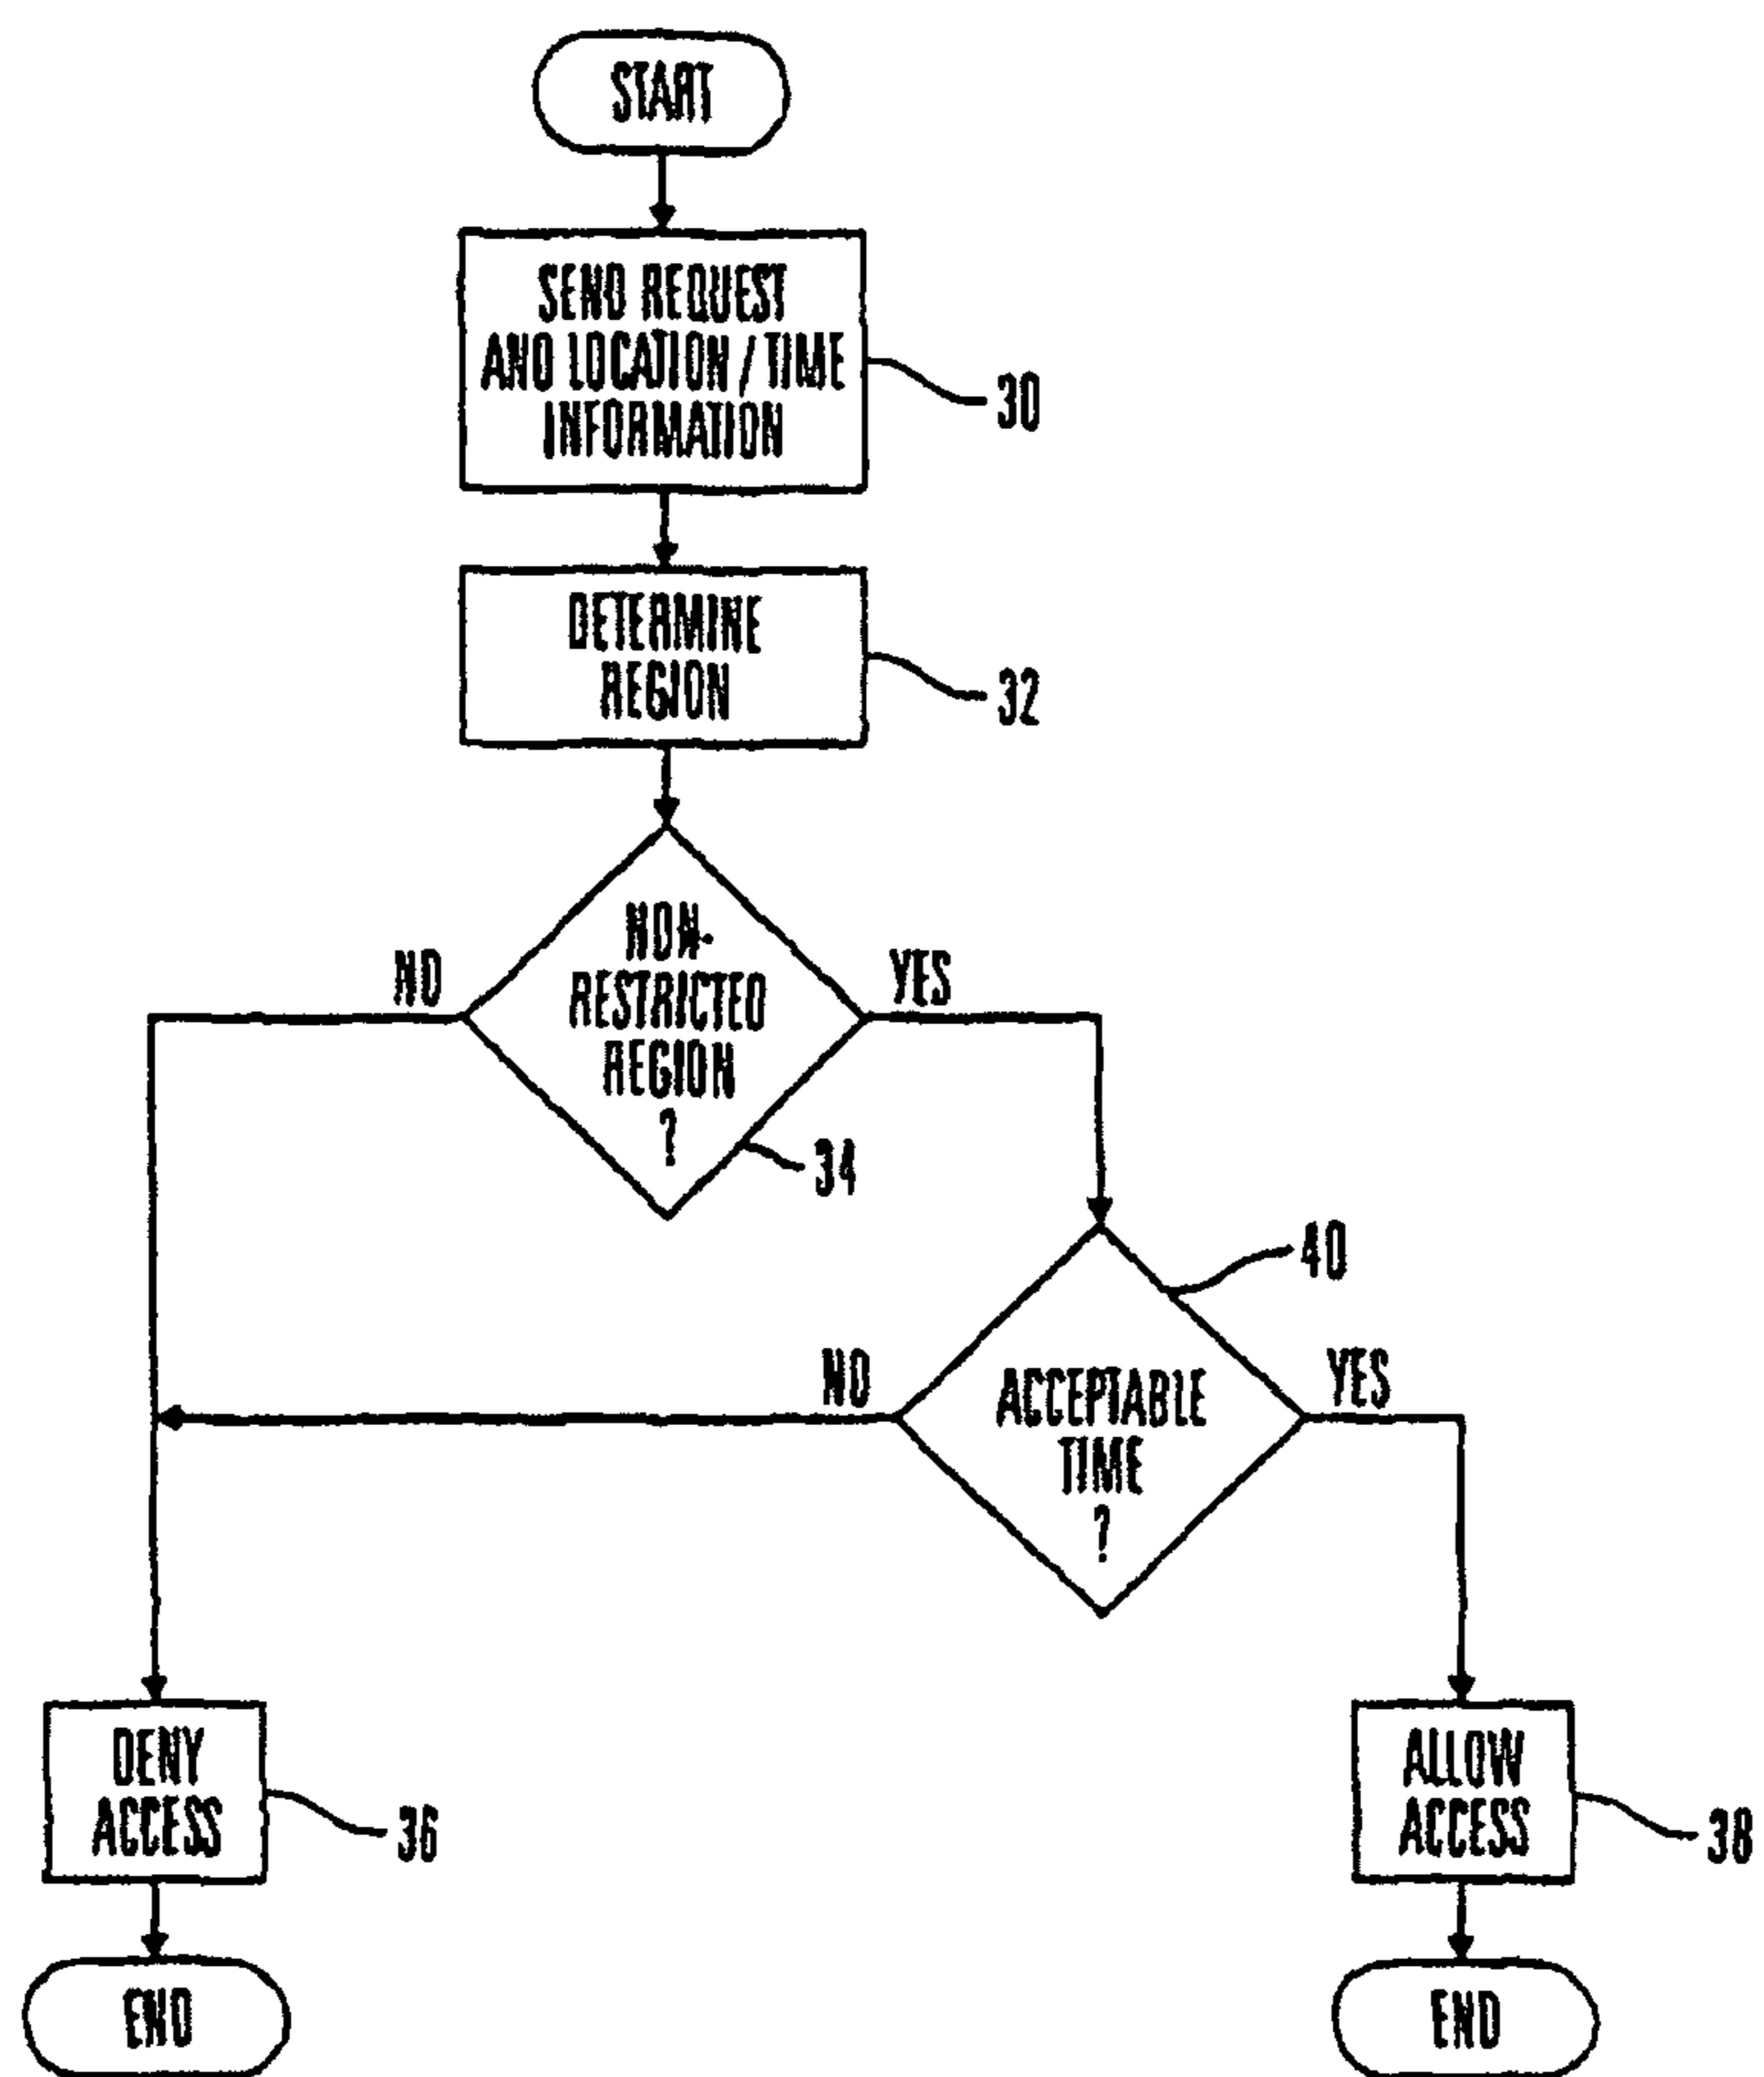 START
SEND REQUEST
AND LOCATION/TIME
INFORMATION
30
DETERMINE
REGION
32
NO
NON-
RESTRICTED
REGION
?
YES
34
40
NO
ACCEPTABLE
TIME
?
YES
DENY
ACCESS
36
ALLOW
ACCESS
38
END
END